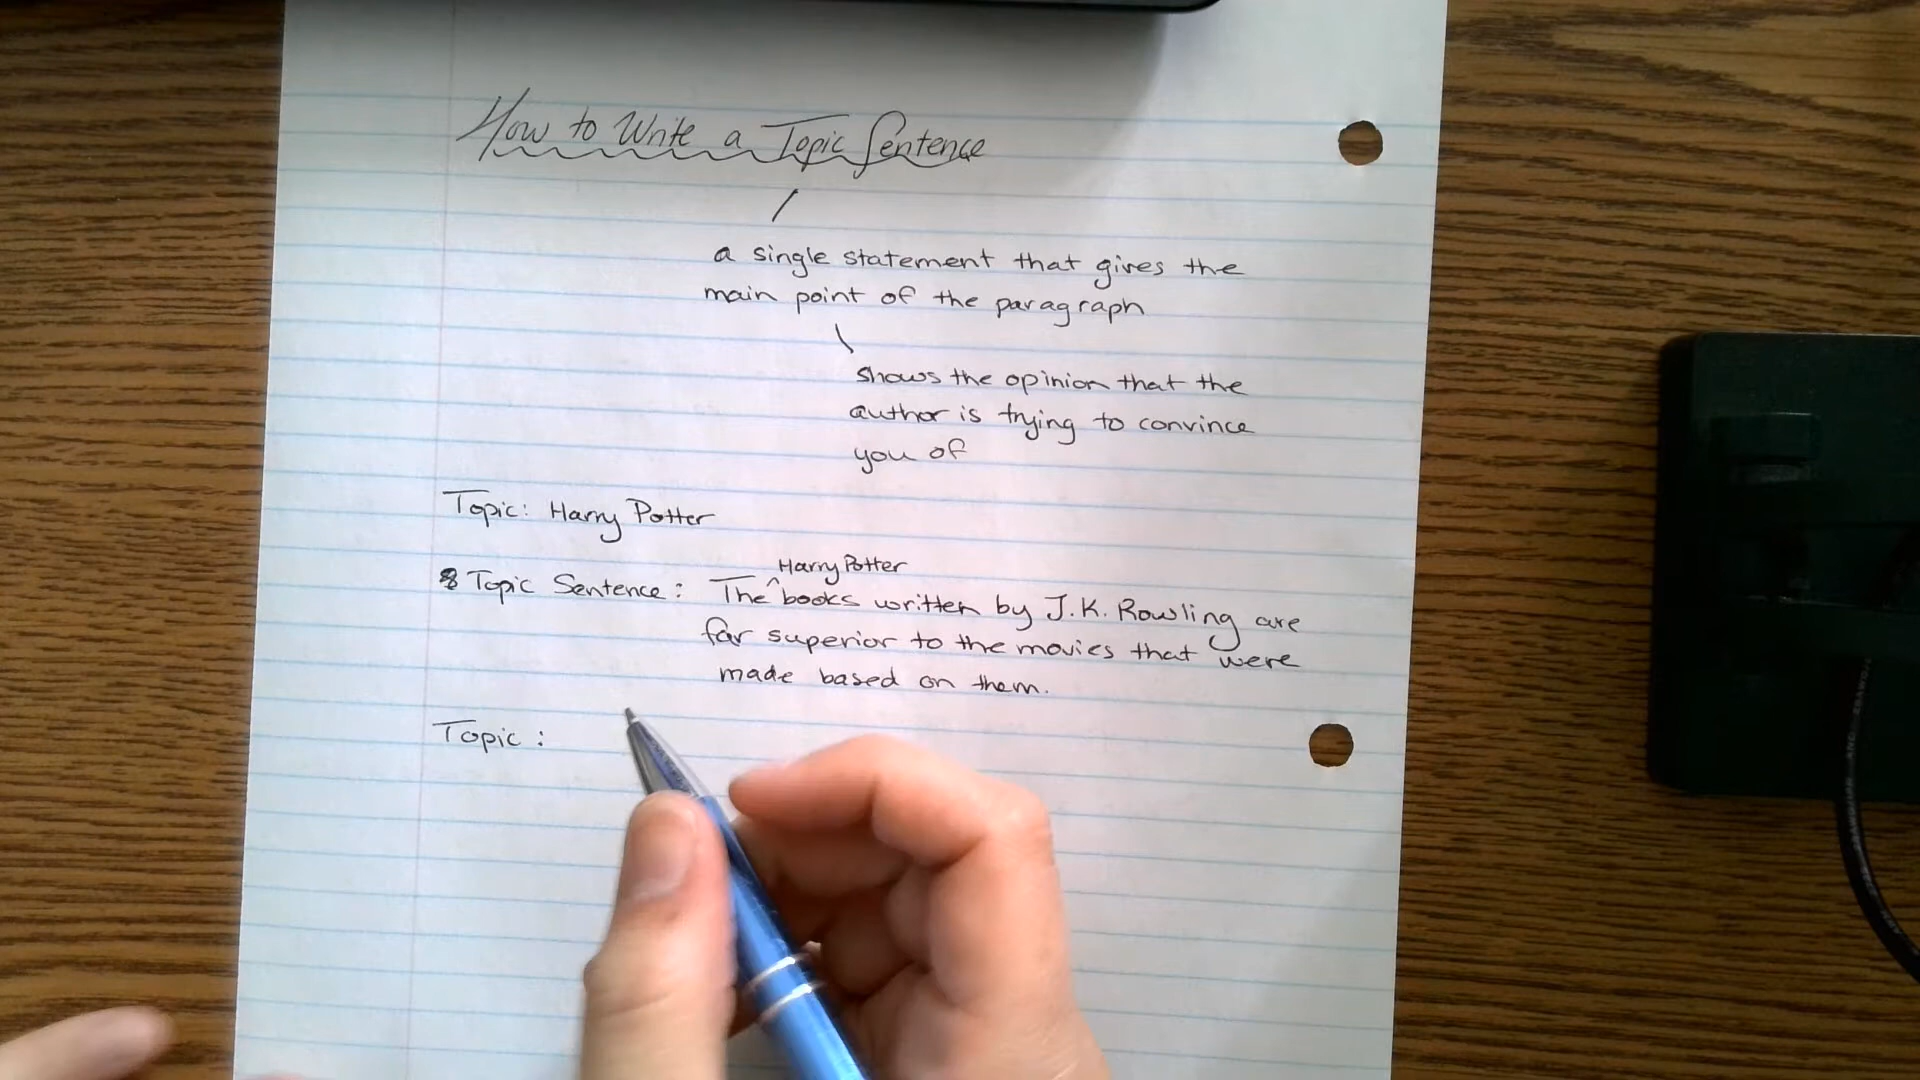 How to Write a Topic Sentence
a single statement that gives the
main point of the paragraph
shows the opinion that the
author is trying to convince
you of
Topic: Harry Potter
Harry Potter
Topic Sentence: The ^ books written by J.K. Rowling are
far superior to the movies that were
made based on them.
Topic: